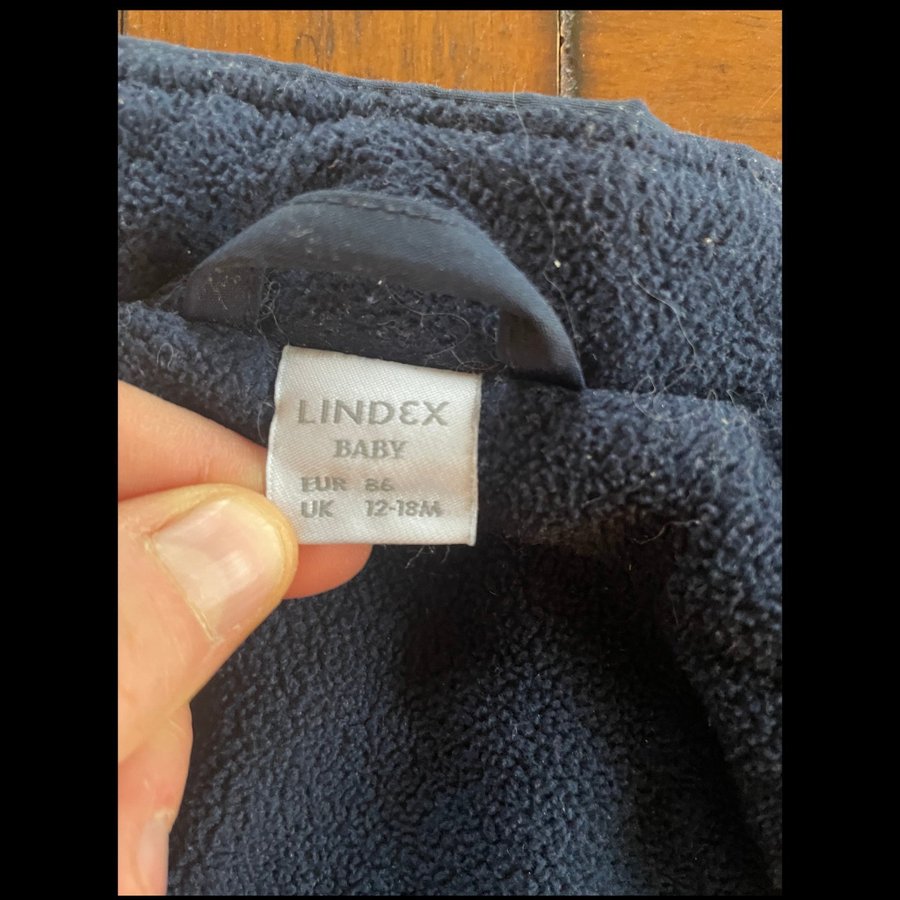 LINDEX
BABY
EUR 86
UK 12-18M